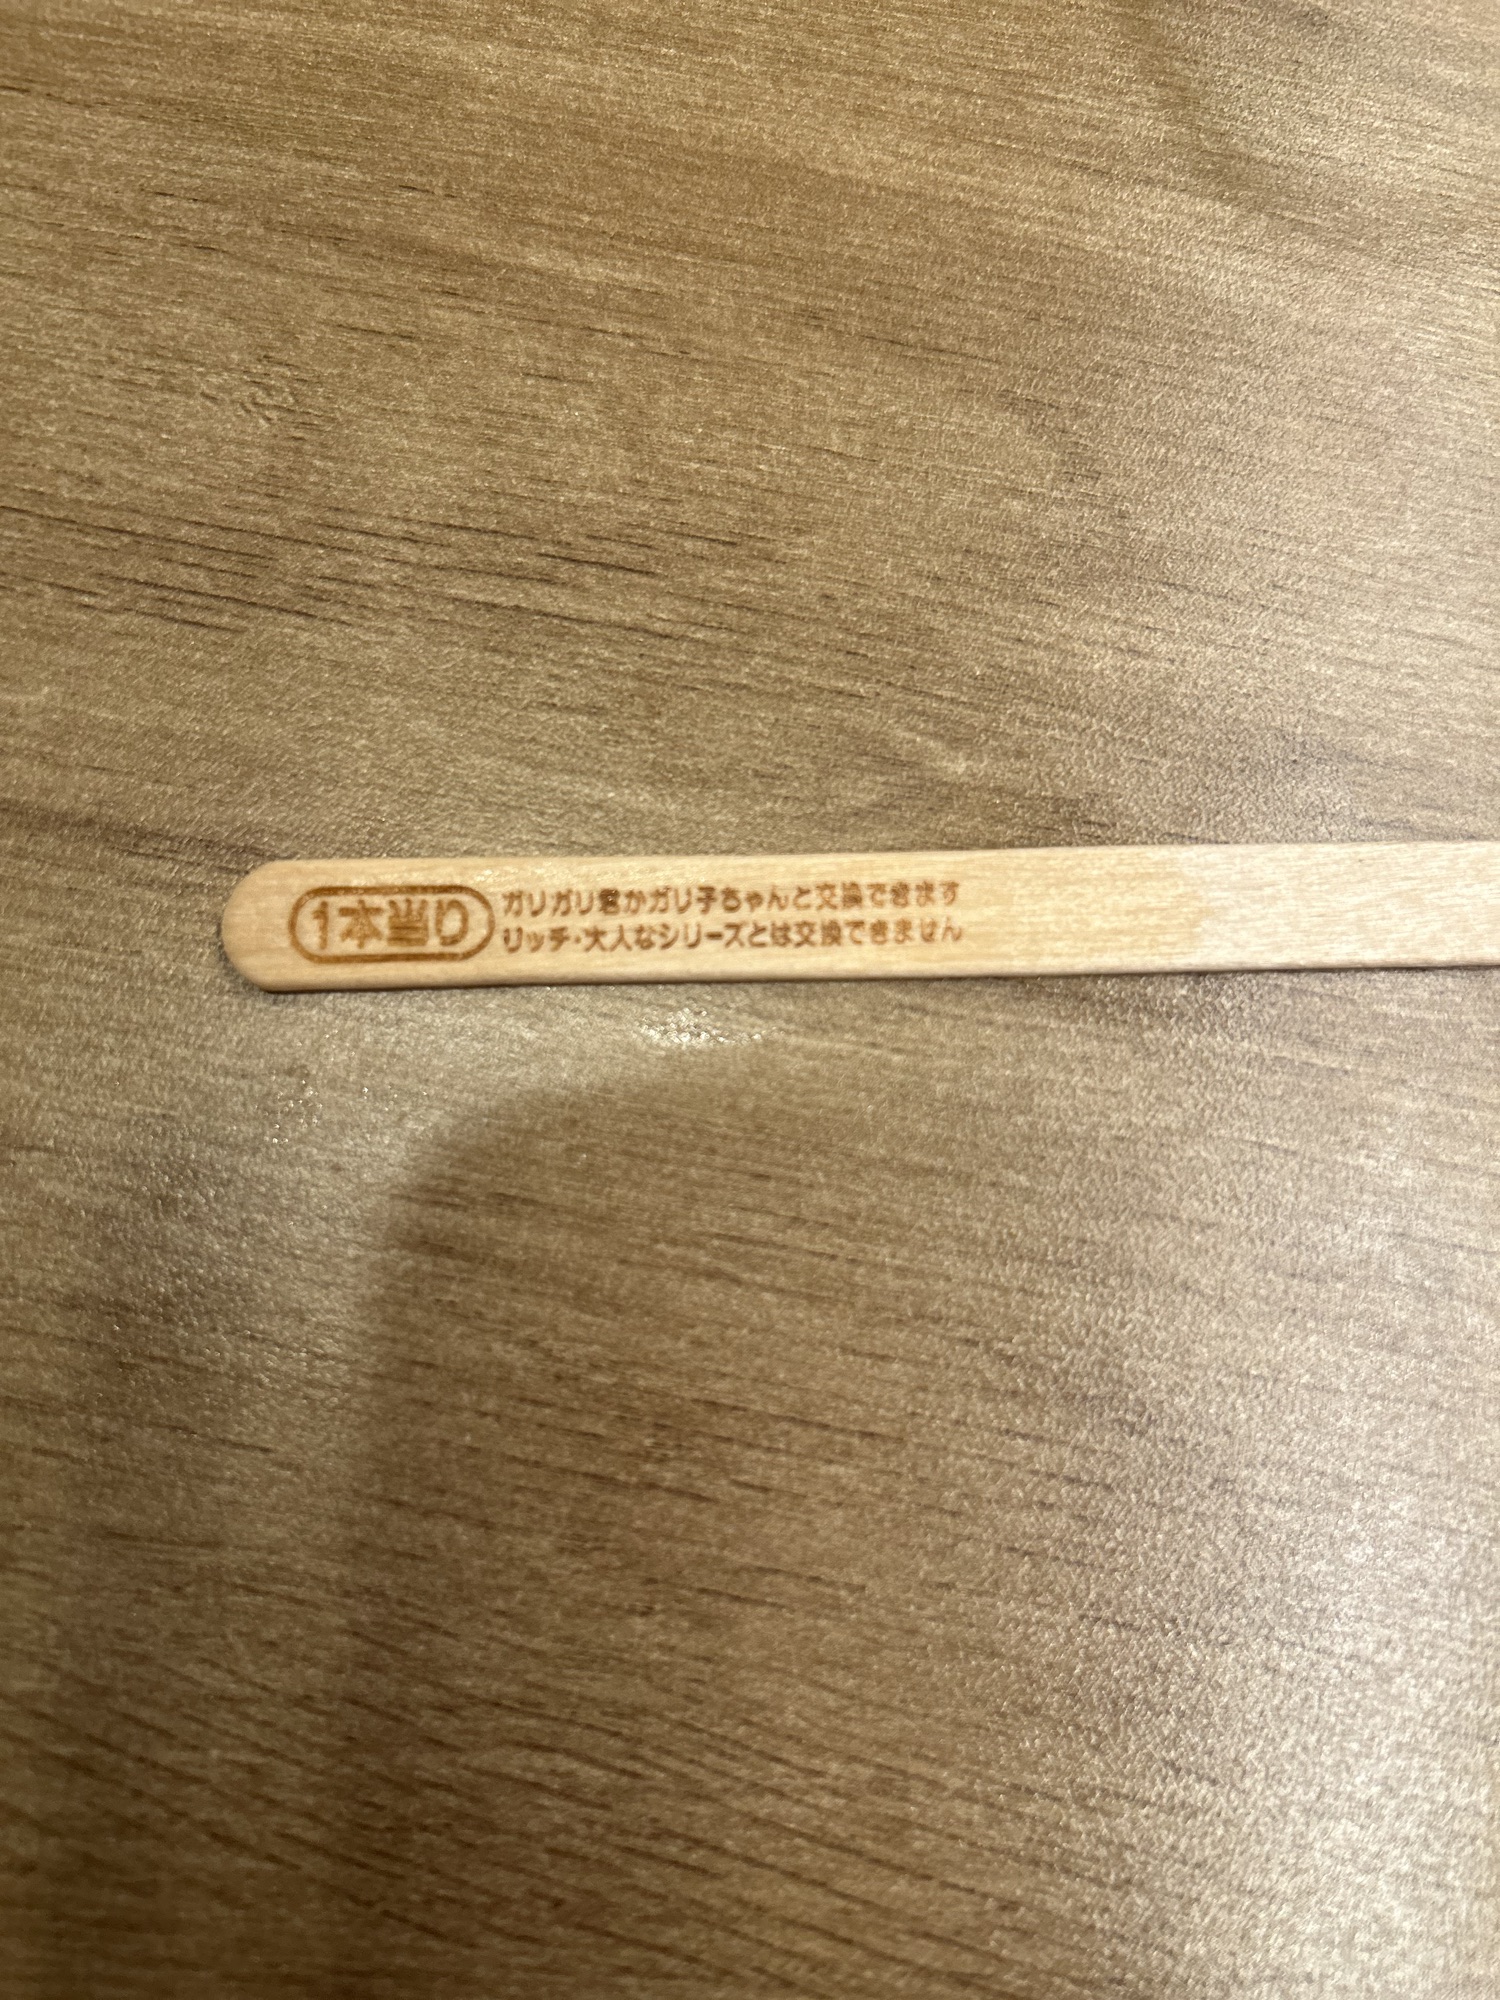 1本当り
ガリガリ君かガリ子ちゃんと交換できます
リッチ・大人なシリーズとは交換できません